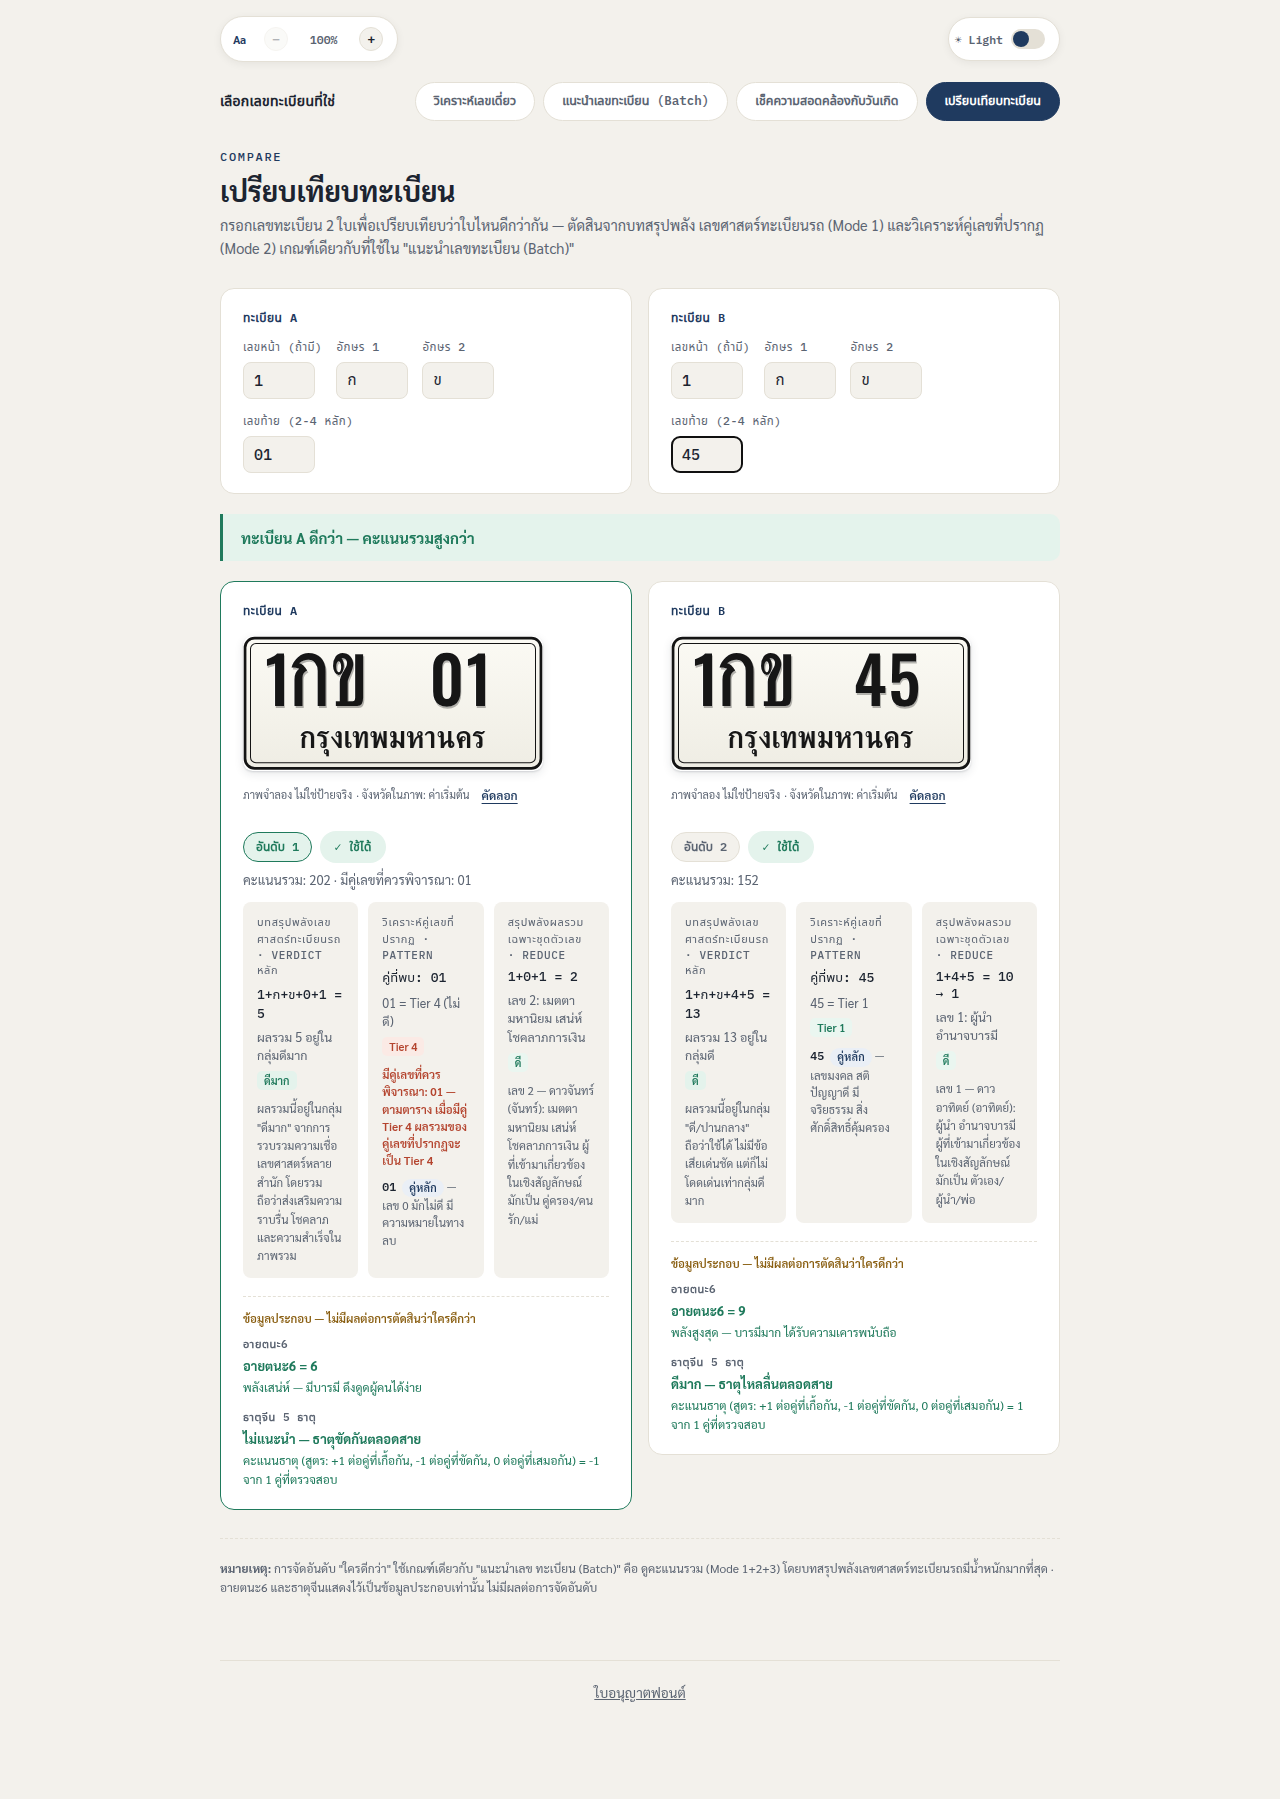 Aa − 100% +
☀ Light
เลือกเลขทะเบียนที่ใช่
วิเคราะห์เลขเดี่ยว
แนะนำเลขทะเบียน (Batch)
เช็คความสอดคล้องกับวันเกิด
เปรียบเทียบทะเบียน
COMPARE
เปรียบเทียบทะเบียน
กรอกเลขทะเบียน 2 ใบเพื่อเปรียบเทียบว่าใบไหนดีกว่ากัน — ตัดสินจากบทสรุปพลัง เลขศาสตร์ทะเบียนรถ (Mode 1) และวิเคราะห์คู่เลขที่ปรากฏ
(Mode 2) เกณฑ์เดียวกับที่ใช้ใน "แนะนำเลขทะเบียน (Batch)"
ทะเบียน A
เลขหน้า (ถ้ามี) อักษร 1 อักษร 2
1 ก ข
เลขท้าย (2-4 หลัก)
01
ทะเบียน B
เลขหน้า (ถ้ามี) อักษร 1 อักษร 2
1 ก ข
เลขท้าย (2-4 หลัก)
45
ทะเบียน A ดีกว่า — คะแนนรวมสูงกว่า
ทะเบียน A
1กข 01
กรุงเทพมหานคร
ภาพจำลอง ไม่ใช่ป้ายจริง · จังหวัดในภาพ: ค่าเริ่มต้น คัดลอก
อันดับ 1 ✓ ใช้ได้
คะแนนรวม: 202 · มีคู่เลขที่ควรพิจารณา: 01
บทสรุปพลังเลข
ศาสตร์ทะเบียนรถ
· VERDICT
หลัก
1+ก+ข+0+1 =
5
ผลรวม 5 อยู่ใน
กลุ่มดีมาก
ดีมาก
ผลรวมนี้อยู่ในกลุ่ม
"ดีมาก" จากการ
รวบรวมความเชื่อ
เลขศาสตร์หลาย
สำนัก โดยรวม
ถือว่าส่งเสริมความ
ราบรื่น โชคลาภ
และความสำเร็จใน
ภาพรวม
วิเคราะห์คู่เลขที่
ปรากฏ ·
PATTERN
คู่ที่พบ: 01
01 = Tier 4 (ไม่
ดี)
Tier 4
มีคู่เลขที่ควร
พิจารณา: 01 —
ตามตาราง เมื่อมีคู่
Tier 4 ผลรวมของ
คู่เลขที่ปรากฏจะ
เป็น Tier 4
01 คู่หลัก —
เลข 0 มักไม่ดี มี
ความหมายในทาง
ลบ
สรุปพลังผลรวม
เฉพาะชุดตัวเลข
· REDUCE
1+0+1 = 2
เลข 2: เมตตา
มหานิยม เสน่ห์
โชคลาภการเงิน
ดี
เลข 2 — ดาวจันทร์
(จันทร์): เมตตา
มหานิยม เสน่ห์
โชคลาภการเงิน ผู้
ที่เข้ามาเกี่ยวข้อง
ในเชิงสัญลักษณ์
มักเป็น คู่ครอง/คน
รัก/แม่
ข้อมูลประกอบ — ไม่มีผลต่อการตัดสินว่าใครดีกว่า
อายตนะ6
อายตนะ6 = 6
พลังเสน่ห์ — มีบารมี ดึงดูดผู้คนได้ง่าย
ธาตุจีน 5 ธาตุ
ไม่แนะนำ — ธาตุขัดกันตลอดสาย
คะแนนธาตุ (สูตร: +1 ต่อคู่ที่เกื้อกัน, -1 ต่อคู่ที่ขัดกัน, 0 ต่อคู่ที่เสมอกัน) = -1
จาก 1 คู่ที่ตรวจสอบ
ทะเบียน B
1กข 45
กรุงเทพมหานคร
ภาพจำลอง ไม่ใช่ป้ายจริง · จังหวัดในภาพ: ค่าเริ่มต้น คัดลอก
อันดับ 2 ✓ ใช้ได้
คะแนนรวม: 152
บทสรุปพลังเลข
ศาสตร์ทะเบียนรถ
· VERDICT
หลัก
1+ก+ข+4+5 =
13
ผลรวม 13 อยู่ใน
กลุ่มดี
ดี
ผลรวมนี้อยู่ในกลุ่ม
"ดี/ปานกลาง"
ถือว่าใช้ได้ ไม่มีข้อ
เสียเด่นชัด แต่ก็ไม่
โดดเด่นเท่ากลุ่มดี
มาก
วิเคราะห์คู่เลขที่
ปรากฏ ·
PATTERN
คู่ที่พบ: 45
45 = Tier 1
Tier 1
45 คู่หลัก —
เลขมงคล สติ
ปัญญาดี มี
จริยธรรม สิ่ง
ศักดิ์สิทธิ์คุ้มครอง
สรุปพลังผลรวม
เฉพาะชุดตัวเลข
· REDUCE
1+4+5 = 10
→ 1
เลข 1: ผู้นำ
อำนาจบารมี
ดี
เลข 1 — ดาว
อาทิตย์ (อาทิตย์):
ผู้นำ อำนาจบารมี
ผู้ที่เข้ามาเกี่ยวข้อง
ในเชิงสัญลักษณ์
มักเป็น ตัวเอง/
ผู้นำ/พ่อ
ข้อมูลประกอบ — ไม่มีผลต่อการตัดสินว่าใครดีกว่า
อายตนะ6
อายตนะ6 = 9
พลังสูงสุด — บารมีมาก ได้รับความเคารพนับถือ
ธาตุจีน 5 ธาตุ
ดีมาก — ธาตุไหลลื่นตลอดสาย
คะแนนธาตุ (สูตร: +1 ต่อคู่ที่เกื้อกัน, -1 ต่อคู่ที่ขัดกัน, 0 ต่อคู่ที่เสมอกัน) = 1
จาก 1 คู่ที่ตรวจสอบ
หมายเหตุ: การจัดอันดับ "ใครดีกว่า" ใช้เกณฑ์เดียวกับ "แนะนำเลข ทะเบียน (Batch)" คือ ดูคะแนนรวม (Mode 1+2+3) โดยบทสรุปพลังเลขศาสตร์ทะเบียนรถมีน้ำหนักมากที่สุด ·
อายตนะ6 และธาตุจีนแสดงไว้เป็นข้อมูลประกอบเท่านั้น ไม่มีผลต่อการจัดอันดับ
ใบอนุญาตฟอนต์